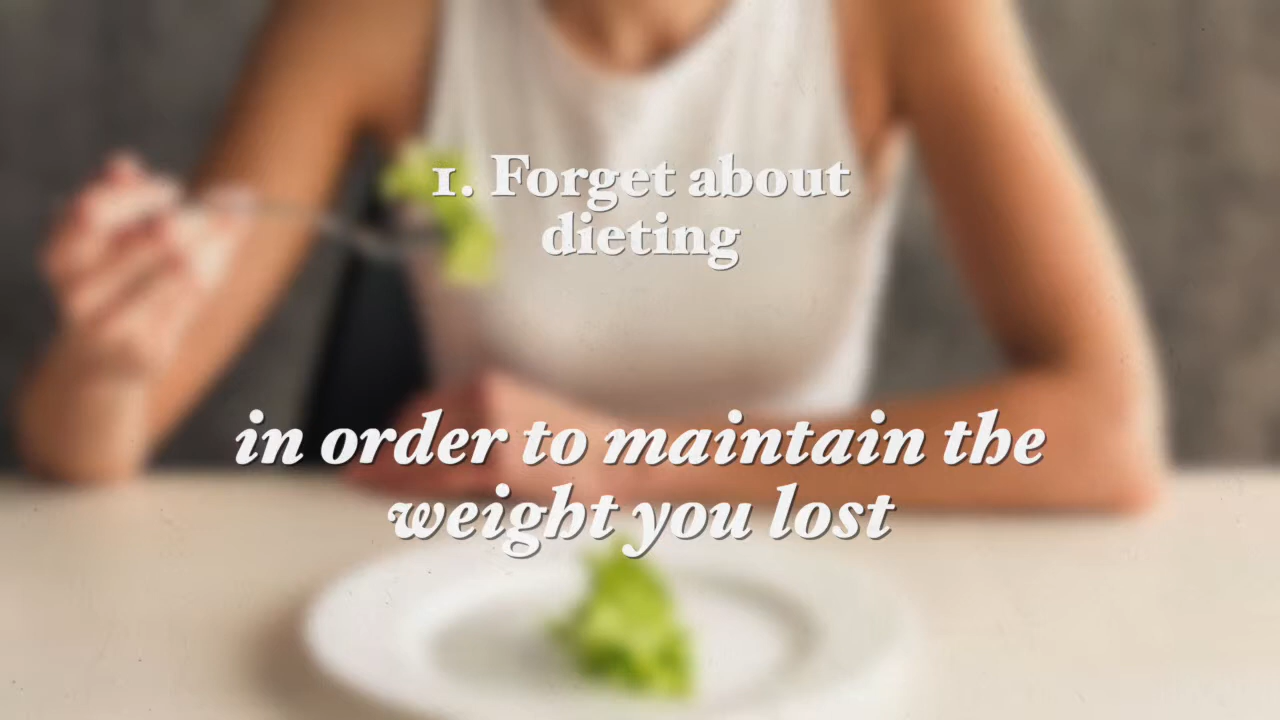 1. Forget about
dieting
in order to maintain the
weight you lost